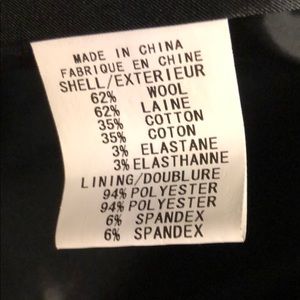 MADE IN CHINA
FABRIQUE EN CHINE
SHELL/EXTERIEUR
62% WOOL
62% LAINE
35% COTTON
35% COTON
3% ELASTANE
3% ELASTHANNE
LINING/DOUBLURE
94% POLYESTER
94% POLYESTER
6% SPANDEX
6% SPANDEX